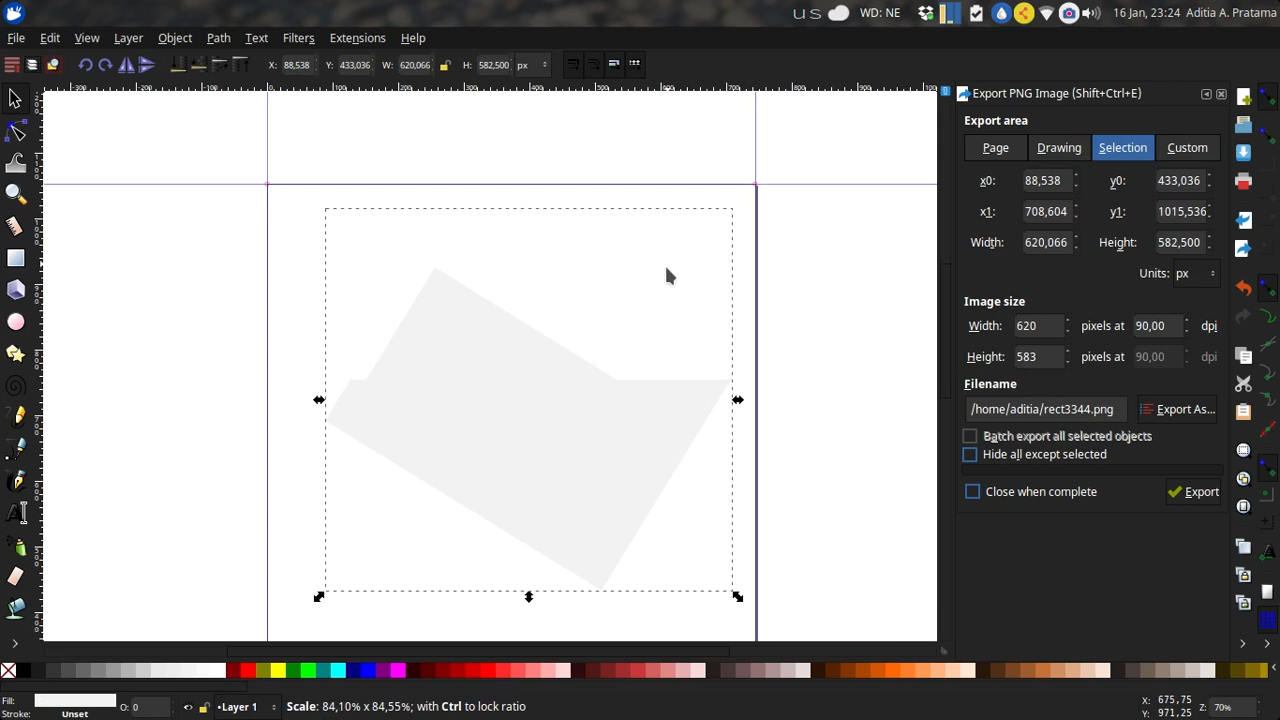 us WD: NE 16 Jan, 23:24 Aditia A. Pratama
File Edit View Layer Object Path Text Filters Extensions Help
X: 88,538 Y: 433,036 W: 620,066 H: 582,500 px
Export PNG Image (Shift+Ctrl+E)
Export area
Page Drawing Selection Custom
x0: 88,538 y0: 433,036
x1: 708,604 y1: 1015,536
Width: 620,066 Height: 582,500
Units: px
Image size
Width: 620 pixels at 90,00 dpi
Height: 583 pixels at 90,00 dpi
Filename
/home/aditia/rect3344.png Export As...
Batch export all selected objects
Hide all except selected
Close when complete Export
Fill: O: 0 •Layer 1 Scale: 84,10% x 84,55%; with Ctrl to lock ratio X: 675,75 Z: 70%
Stroke: Unset Y: 971,25